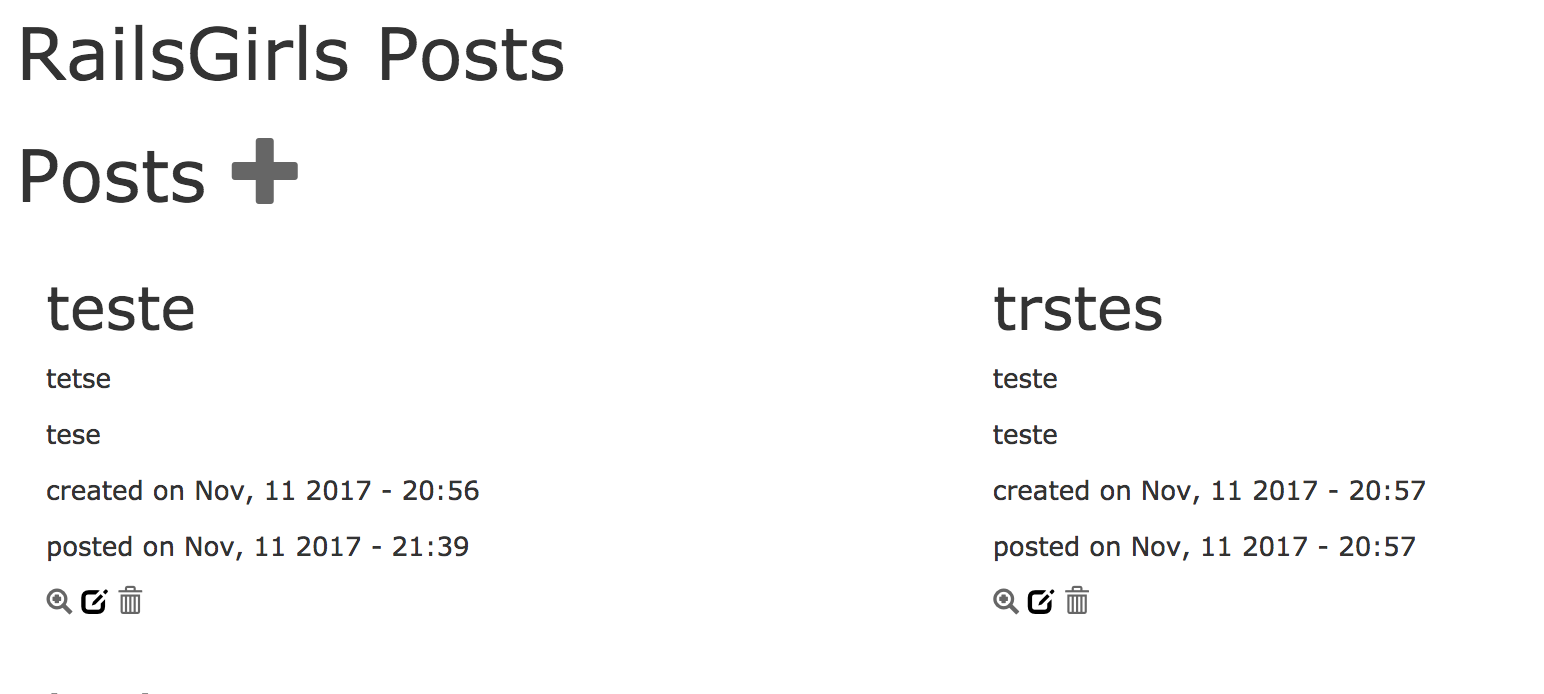 RailsGirls Posts
Posts
teste
tetse
tese
created on Nov, 11 2017 - 20:56
posted on Nov, 11 2017 - 21:39
trstes
teste
teste
created on Nov, 11 2017 - 20:57
posted on Nov, 11 2017 - 20:57